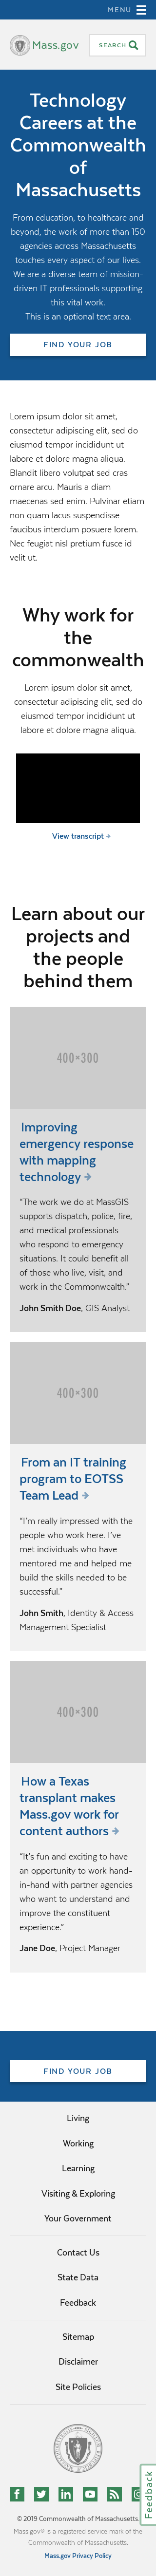 MENU
Mass.gov
SEARCH
Technology
Careers at the
Commonwealth
of
Massachusetts
From education, to healthcare and
beyond, the work of more than 150
agencies across Massachusetts
touches every aspect of our lives.
We are a diverse team of mission-
driven IT professionals supporting
this vital work.
This is an optional text area.
FIND YOUR JOB
Lorem ipsum dolor sit amet,
consectetur adipiscing elit, sed do
eiusmod tempor incididunt ut
labore et dolore magna aliqua.
Blandit libero volutpat sed cras
ornare arcu. Mauris a diam
maecenas sed enim. Pulvinar etiam
non quam lacus suspendisse
faucibus interdum posuere lorem.
Nec feugiat nisl pretium fusce id
velit ut.
Why work for
the
commonwealth
Lorem ipsum dolor sit amet,
consectetur adipiscing elit, sed do
eiusmod tempor incididunt ut
labore et dolore magna aliqua.
View transcript
Learn about our
projects and
the people
behind them
400×300
Improving
emergency response
with mapping
technology
"The work we do at MassGIS
supports dispatch, police, fire,
and medical professionals
who respond to emergency
situations. It could benefit all
of those who live, visit, and
work in the Commonwealth."
John Smith Doe, GIS Analyst
400×300
From an IT training
program to EOTSS
Team Lead
"I'm really impressed with the
people who work here. I've
met individuals who have
mentored me and helped me
build the skills needed to be
successful."
John Smith, Identity & Access
Management Specialist
400×300
How a Texas
transplant makes
Mass.gov work for
content authors
"It's fun and exciting to have
an opportunity to work hand-
in-hand with partner agencies
who want to understand and
improve the constituent
experience."
Jane Doe, Project Manager
FIND YOUR JOB
Living
Working
Learning
Visiting & Exploring
Your Government
Contact Us
State Data
Feedback
Sitemap
Disclaimer
Site Policies
Feedback
© 2019 Commonwealth of Massachusetts.
Mass.gov® is a registered service mark of the
Commonwealth of Massachusetts.
Mass.gov Privacy Policy